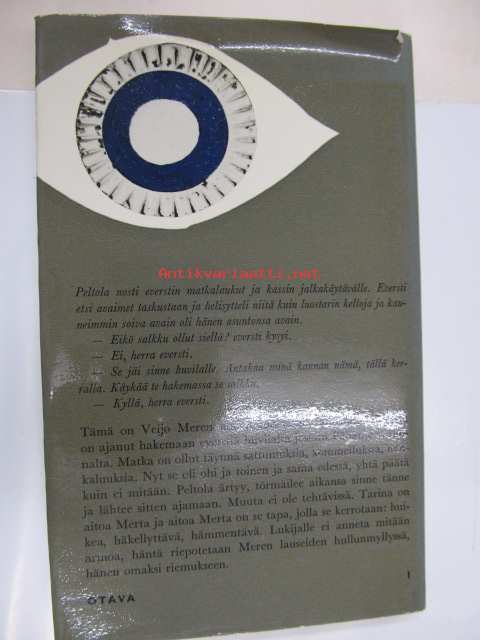 Antikvariaatti.net
Peltola nosti everstin matkalaukut ja kassin jalkakäytävälle. Eversti
etsi avaimet taskustaan ja helisytteli niitä kuin luostarin kelloja ja kau-
neimmin soiva avain oli hänen asuntonsa avain.
— Eikö salkku ollut siellä? eversti kysyi.
— Ei, herra eversti.
— Se jäi sinne huvilalle. Antakaa minä kannan nämä, tällä ker-
ralla. Käykää te hakemassa se salkku.
— Kyllä, herra eversti.
Tämä on Veijo Meren
on ajanut hakemaan everstiä huvilalta
nalta. Matka on ollut täynnä sattumuksia, kommelluksia,
kaluuksia. Nyt se eli ohi ja toinen ja sama edessä, yhtä päätä
kuin ei mitään. Peltola ärtyy, törmäilee aikansa sinne tänne
ja lähtee sitten ajamaan. Muuta ei ole tehtävissä. Tarina on
aitoa Merta ja aitoa Merta on se tapa, jolla se kerrotaan: hui-
kea, häkellyttävä, hämmentävä. Lukijalle ei anneta mitään
armoa, häntä riepotetaan Meren lauseiden hullunmyllyssä,
hänen omaksi riemukseen.
OTAVA
1